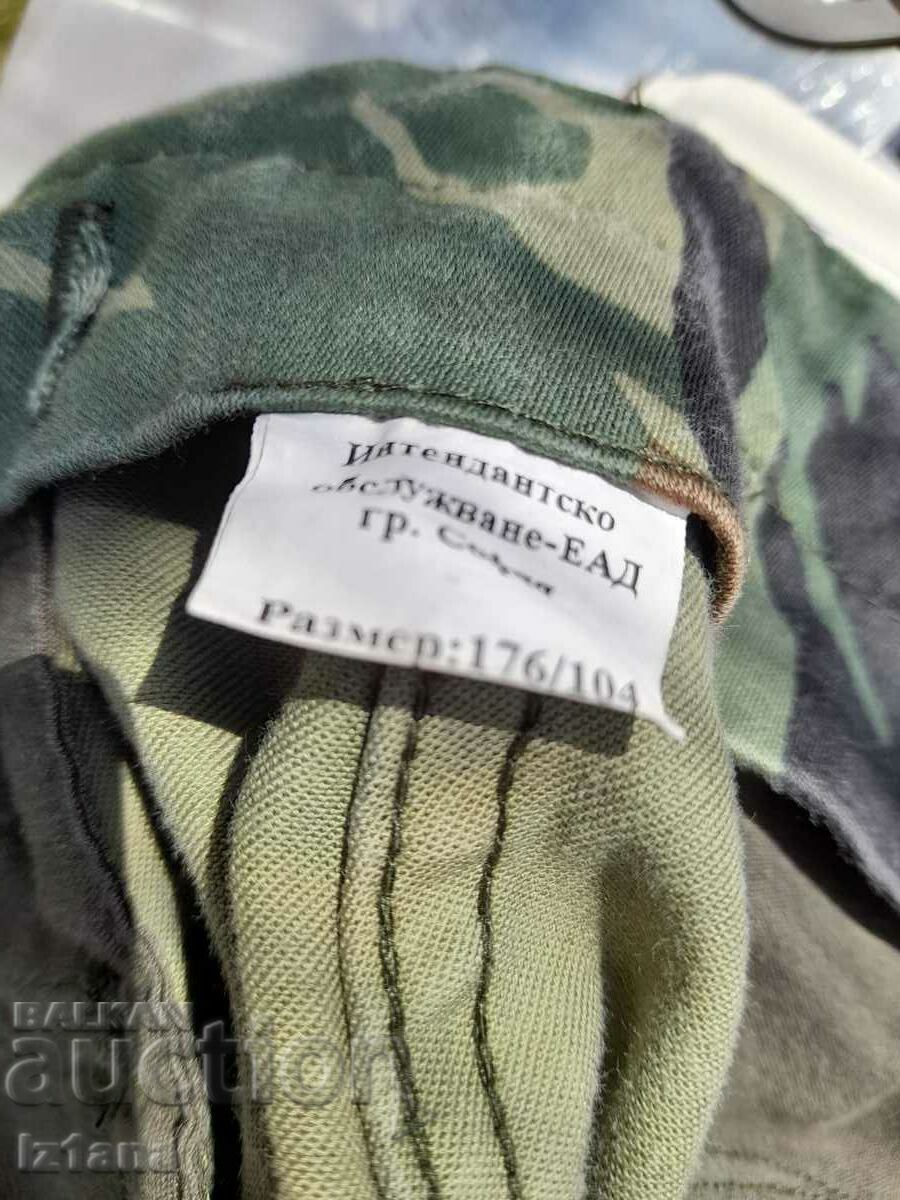 Интендантско
обслужване-ЕАД
гр. София
Размер:176/104
BALKAN
auction
iz1ana